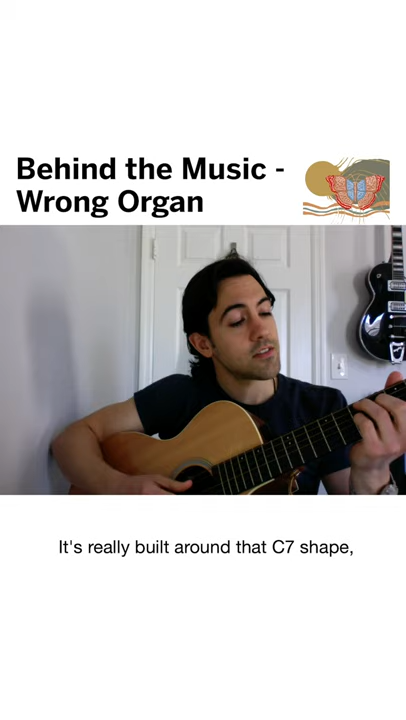 Behind the Music -
Wrong Organ
It's really built around that C7 shape,